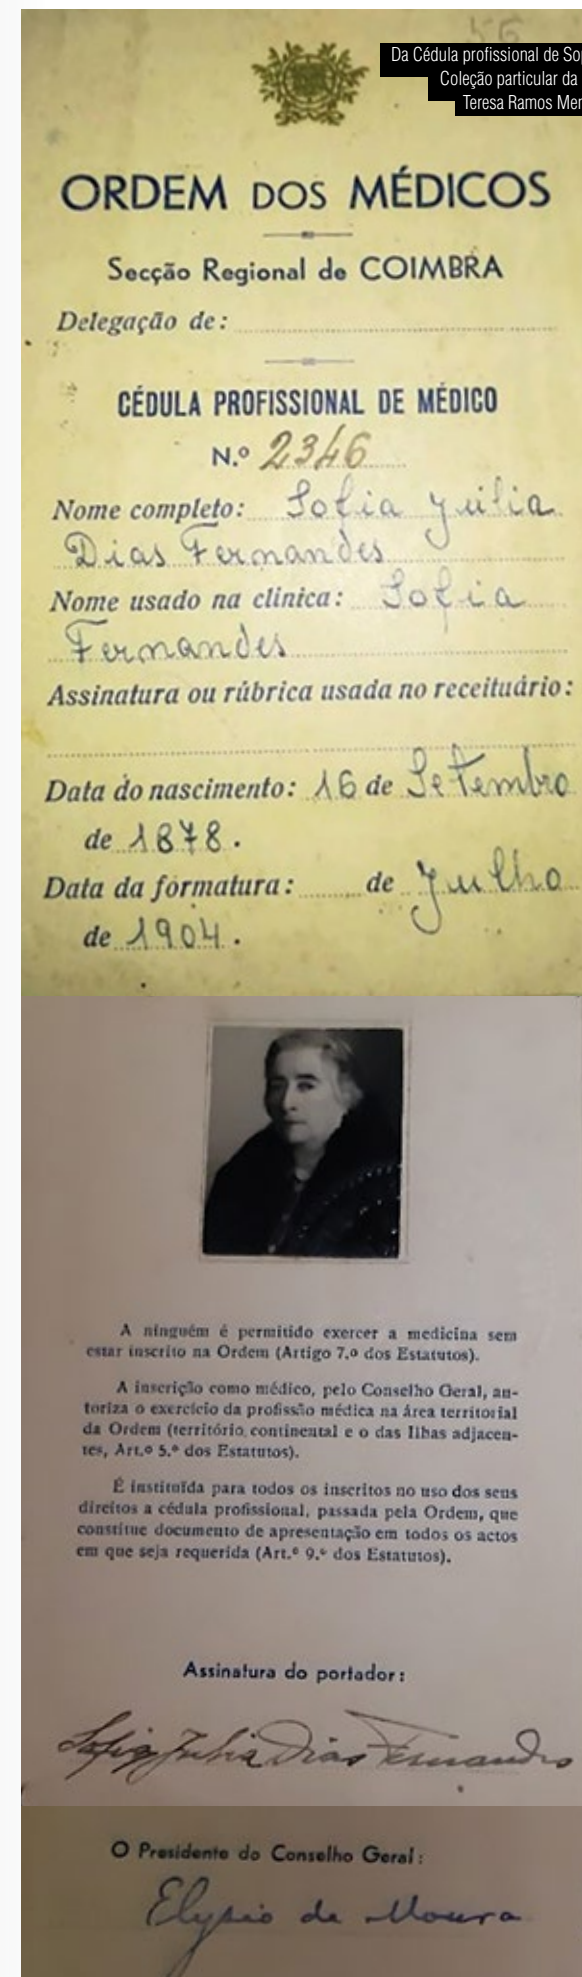 56
Da Cédula profissional de
Coleção particular da
Teresa Ramos
ORDEM DOS MÉDICOS
Secção Regional de COIMBRA
Delegação de:
CÉDULA PROFISSIONAL DE MÉDICO
N.º 2346
Nome completo: Sofia Júlia
Dias Fernandes
Nome usado na clinica: Sofia
Fernandes
Assinatura ou rúbrica usada no receituário:
Data do nascimento: 16 de Setembro
de 1878.
Data da formatura: de Julho
de 1904.
A ninguém é permitido exercer a medicina sem
estar inscrito na Ordem (Artigo 7.º dos Estatutos).
A inscrição como médico, pelo Conselho Geral, au-
toriza o exercício da profissão médica na área territorial
da Ordem (território continental e o das Ilhas adjacen-
tes, Art.º 5.º dos Estatutos).
É instituída para todos os inscritos no uso dos seus
direitos a cédula profissional, passada pela Ordem, que
constitue documento de apresentação em todos os actos
em que seja requerida (Art.º 9.º dos Estatutos).
Assinatura do portador:
Sofia Julia Dias Fernandes
O Presidente do Conselho Geral:
Elysio de Moura